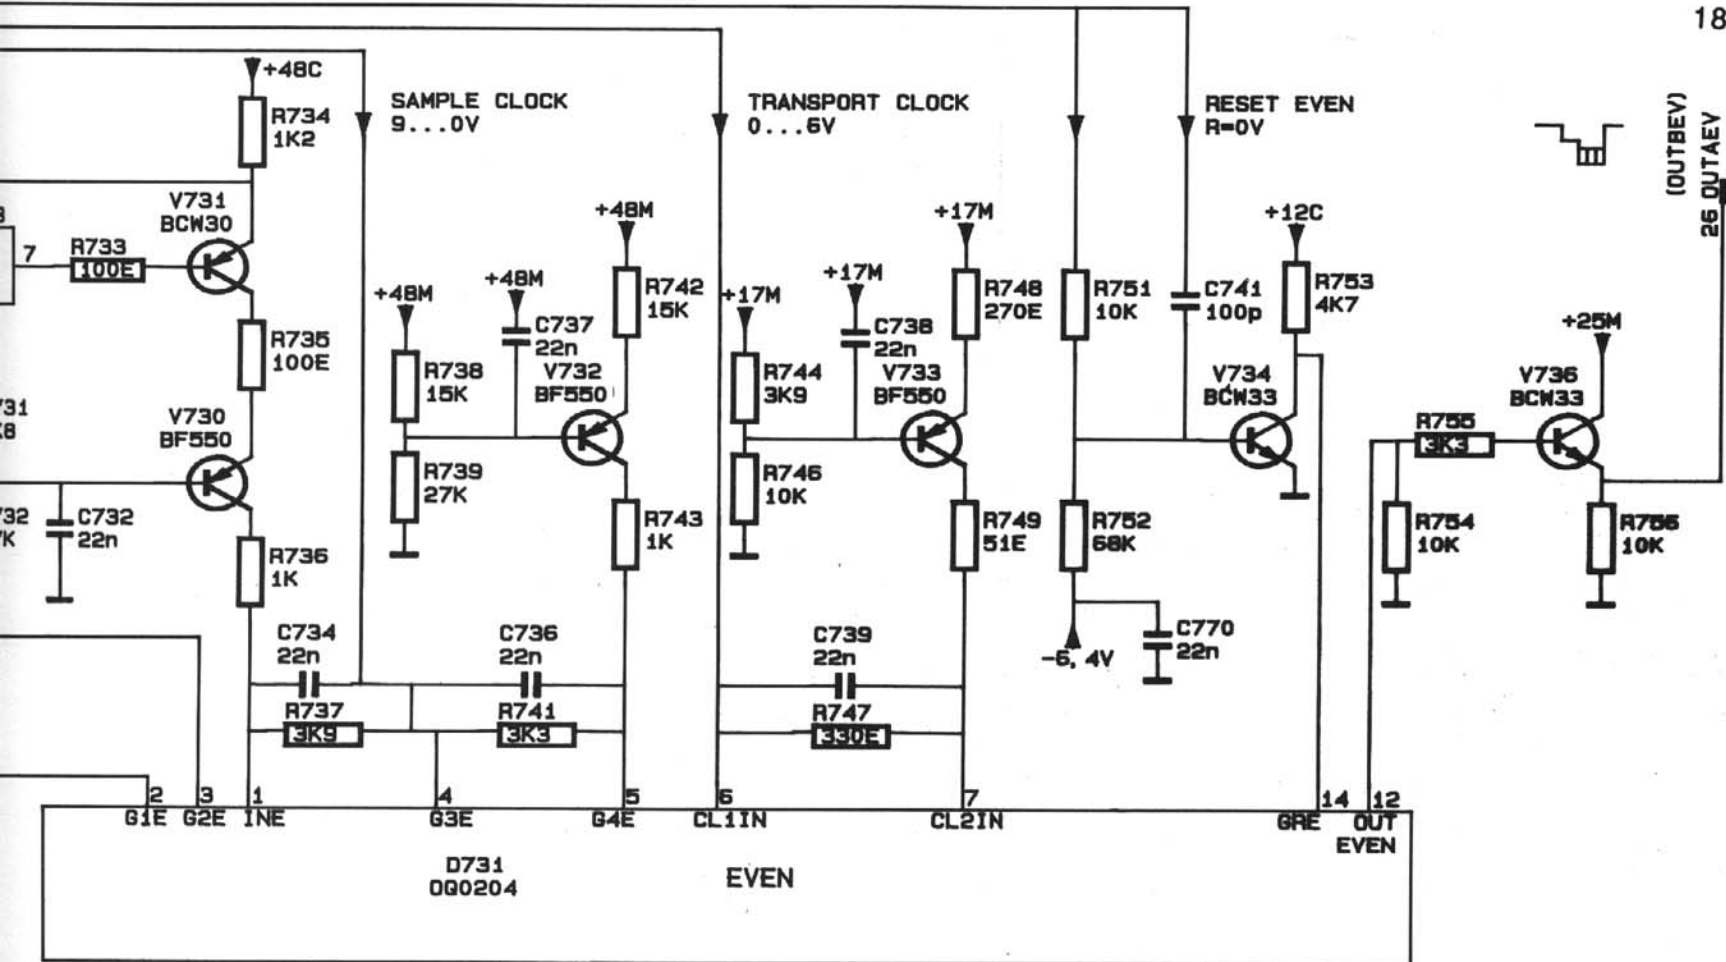 18
+48C
R734
1K2
SAMPLE CLOCK
9...0V
TRANSPORT CLOCK
0...6V
RESET EVEN
R=0V
(OUTBEV)
26 OUTAEV
V731
BCW30
7
R733
100E
R735
100E
V730
BF550
C732
22n
R736
1K
+48M
R738
15K
R739
27K
+48M
C737
22n
V732
BF550
+48M
R742
15K
R743
1K
+17M
R744
3K9
R746
10K
+17M
C738
22n
V733
BF550
+17M
R748
270E
R749
51E
R751
10K
R752
68K
C741
100p
+12C
R753
4K7
V734
BCW33
+25M
V736
BCW33
R755
3K3
R754
10K
R756
10K
C734
22n
C736
22n
C739
22n
C770
22n
R737
3K9
R741
3K3
R747
330E
2 3 1 4 5 6 7 14 12
G1E G2E INE G3E G4E CL1IN CL2IN GRE OUT
EVEN
D731
OQ0204
EVEN